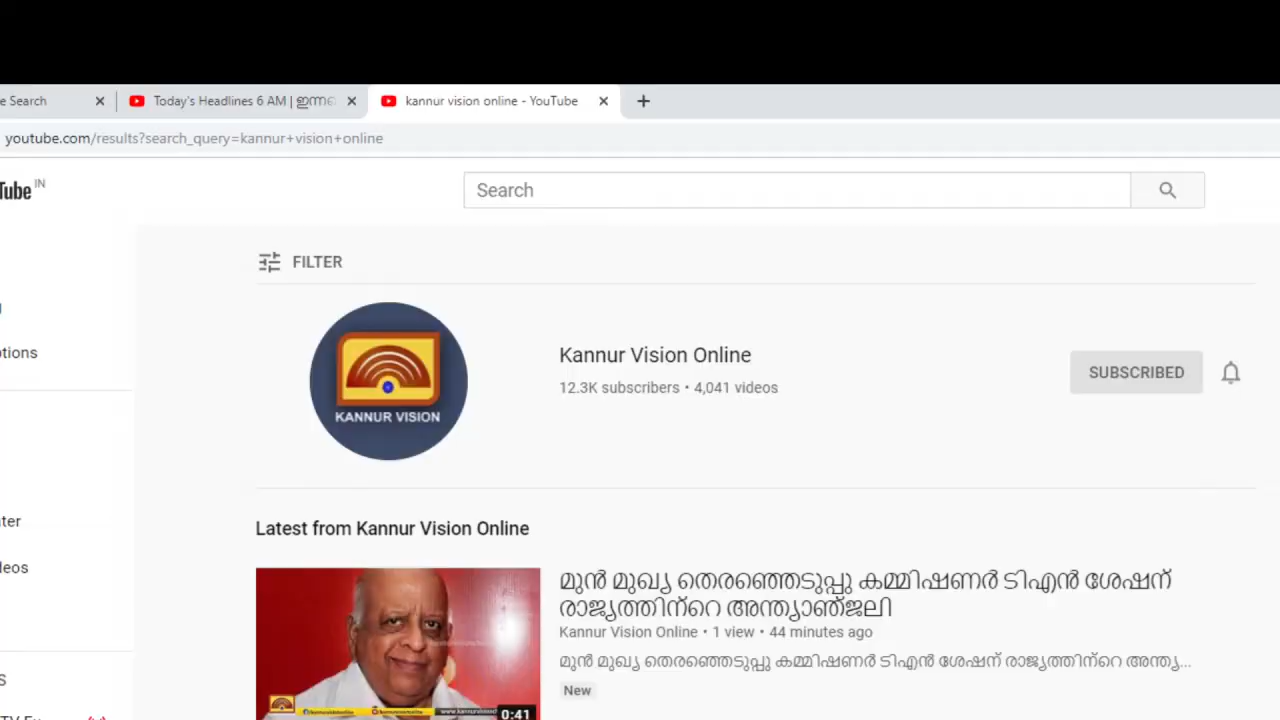 e Search
Today's Headlines 6 AM | ഇന്നത
kannur vision online - YouTube
youtube.com/results?search_query=kannur+vision+online
Tube IN
Search
FILTER
KANNUR VISION
Kannur Vision Online
12.3K subscribers • 4,041 videos
SUBSCRIBED
tions
ter
leos
S
Latest from Kannur Vision Online
മുൻ മുഖ്യ തെരഞ്ഞെടുപ്പു കമ്മിഷണർ ടിഎൻ ശേഷന്
രാജ്യത്തിന്റെ അന്ത്യാഞ്ജലി
Kannur Vision Online • 1 view • 44 minutes ago
മുൻ മുഖ്യ തെരഞ്ഞെടുപ്പു കമ്മിഷണർ ടിഎൻ ശേഷന് രാജ്യത്തിന്റെ അന്ത്യ...
New
0:41